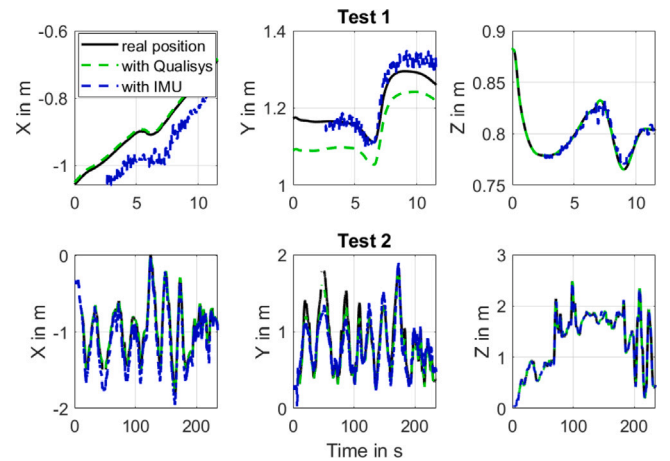 Test 1
real position
with Qualisys
with IMU
X in m
-0.6
-0.8
-1
0 5 10
Y in m
1.4
1.2
1
0 5 10
Z in m
0.9
0.85
0.8
0.75
0 5 10
Test 2
X in m
0
-1
-2
0 100 200
Y in m
2
1
0
0 100 200
Z in m
3
2
1
0
0 100 200
Time in s